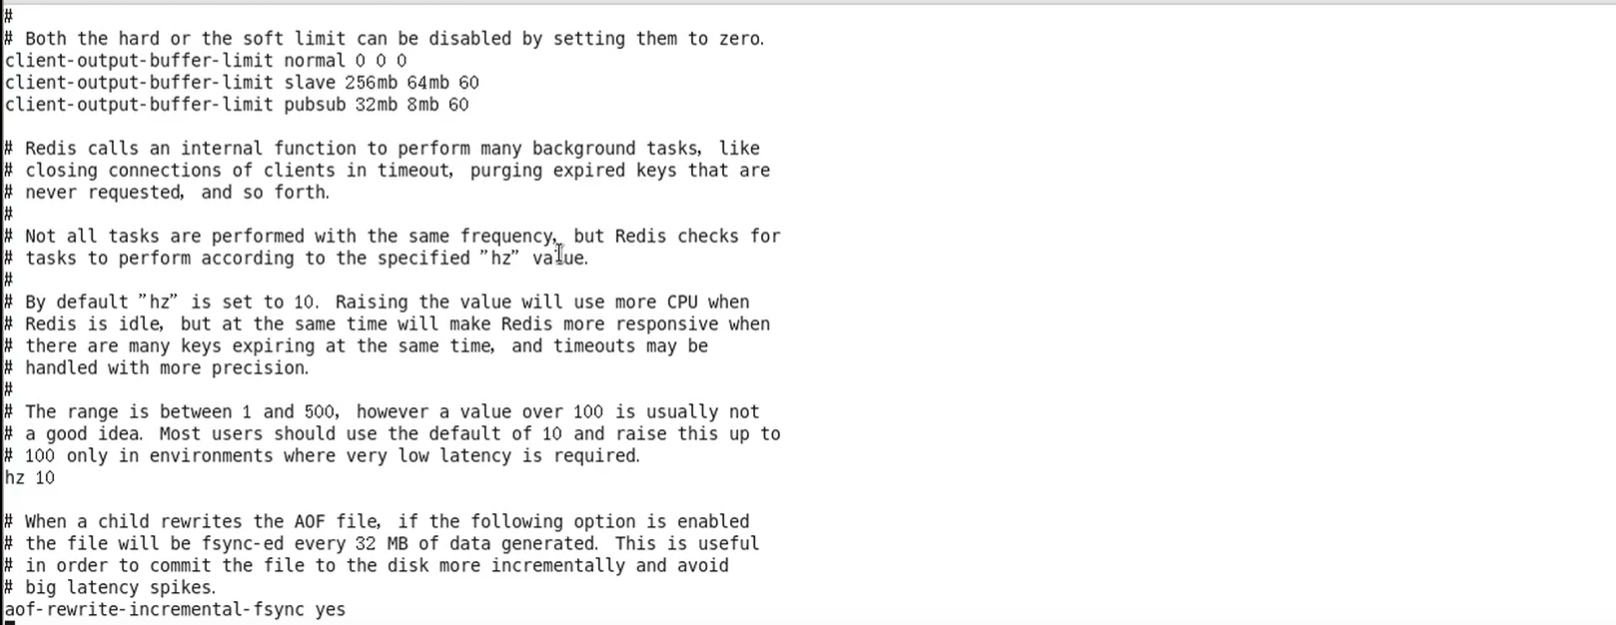 #
# Both the hard or the soft limit can be disabled by setting them to zero.
client-output-buffer-limit normal 0 0 0
client-output-buffer-limit slave 256mb 64mb 60
client-output-buffer-limit pubsub 32mb 8mb 60

# Redis calls an internal function to perform many background tasks, like
# closing connections of clients in timeout, purging expired keys that are
# never requested, and so forth.
#
# Not all tasks are performed with the same frequency, but Redis checks for
# tasks to perform according to the specified "hz" value.
#
# By default "hz" is set to 10. Raising the value will use more CPU when
# Redis is idle, but at the same time will make Redis more responsive when
# there are many keys expiring at the same time, and timeouts may be
# handled with more precision.
#
# The range is between 1 and 500, however a value over 100 is usually not
# a good idea. Most users should use the default of 10 and raise this up to
# 100 only in environments where very low latency is required.
hz 10

# When a child rewrites the AOF file, if the following option is enabled
# the file will be fsync-ed every 32 MB of data generated. This is useful
# in order to commit the file to the disk more incrementally and avoid
# big latency spikes.
aof-rewrite-incremental-fsync yes